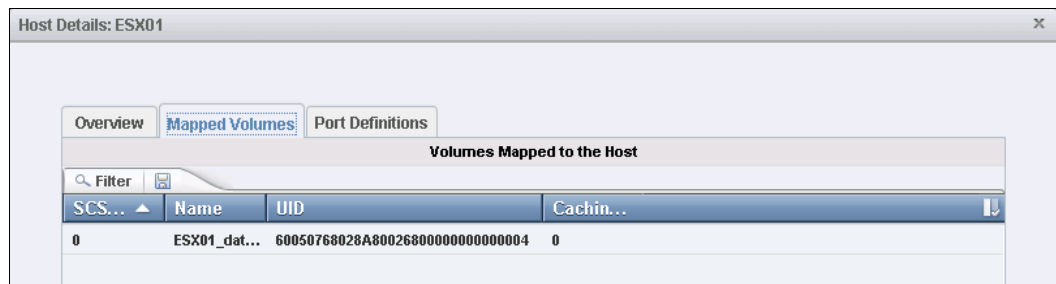 Host Details: ESX01
Overview Mapped Volumes Port Definitions
Volumes Mapped to the Host
Filter
SCS... Name UID Cachin...
0 ESX01_dat... 60050768028A80026800000000000004 0